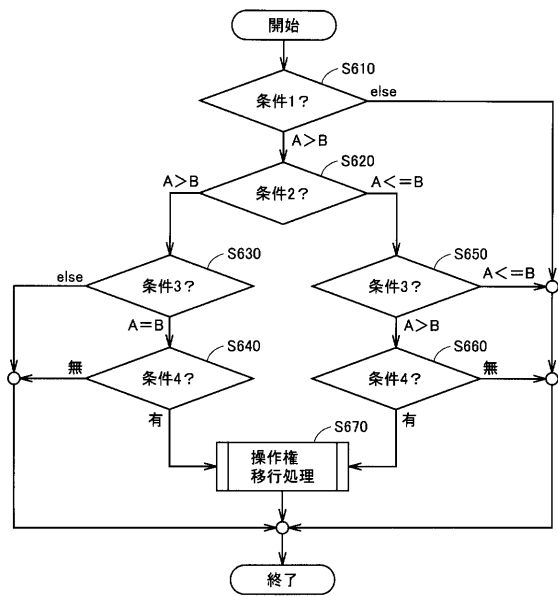 開始
S610
条件1?
else
A>B
S620
A>B
条件2?
A<=B
S630
S650
else
条件3?
条件3?
A<=B
A=B
A>B
S640
S660
無
条件4?
条件4?
無
有
有
S670
操作権
移行処理
終了